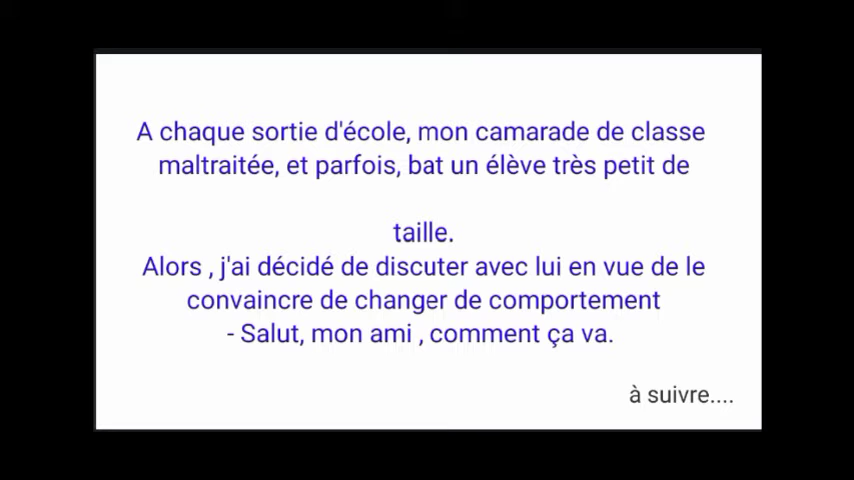 A chaque sortie d'école, mon camarade de classe
maltraitée, et parfois, bat un élève très petit de
taille.
Alors , j'ai décidé de discuter avec lui en vue de le
convaincre de changer de comportement
- Salut, mon ami , comment ça va.
à suivre....